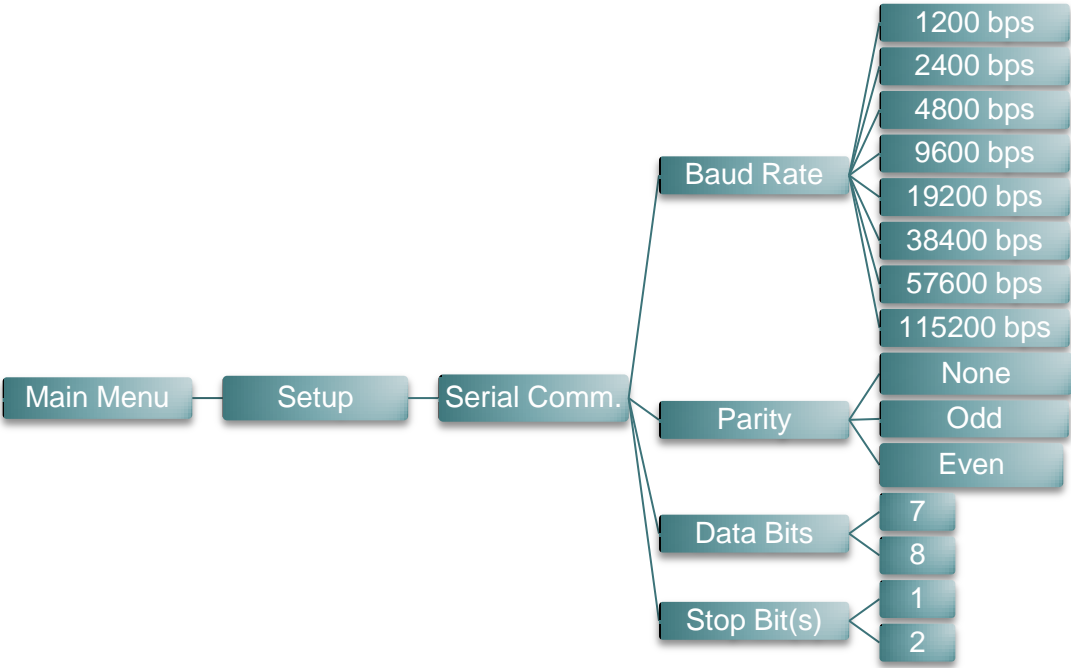 Main Menu
Setup
Serial Comm.
Baud Rate
1200 bps
2400 bps
4800 bps
9600 bps
19200 bps
38400 bps
57600 bps
115200 bps
Parity
None
Odd
Even
Data Bits
7
8
Stop Bit(s)
1
2